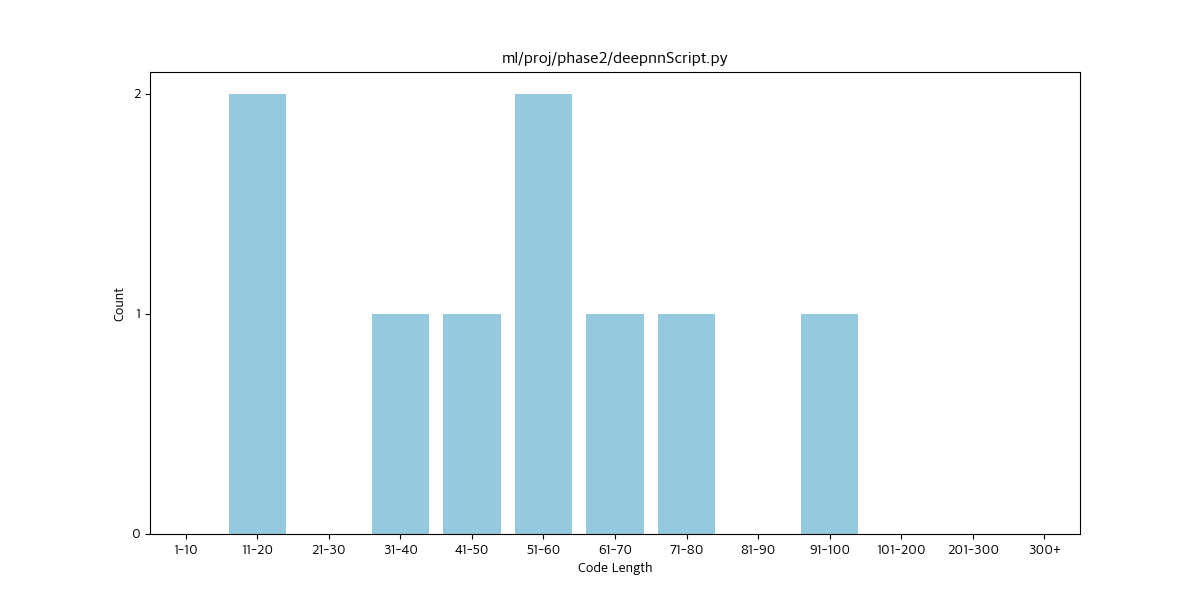 ml/proj/phase2/deepnnScript.py
2
1
0
Count
1-10 11-20 21-30 31-40 41-50 51-60 61-70 71-80 81-90 91-100 101-200 201-300 300+
Code Length